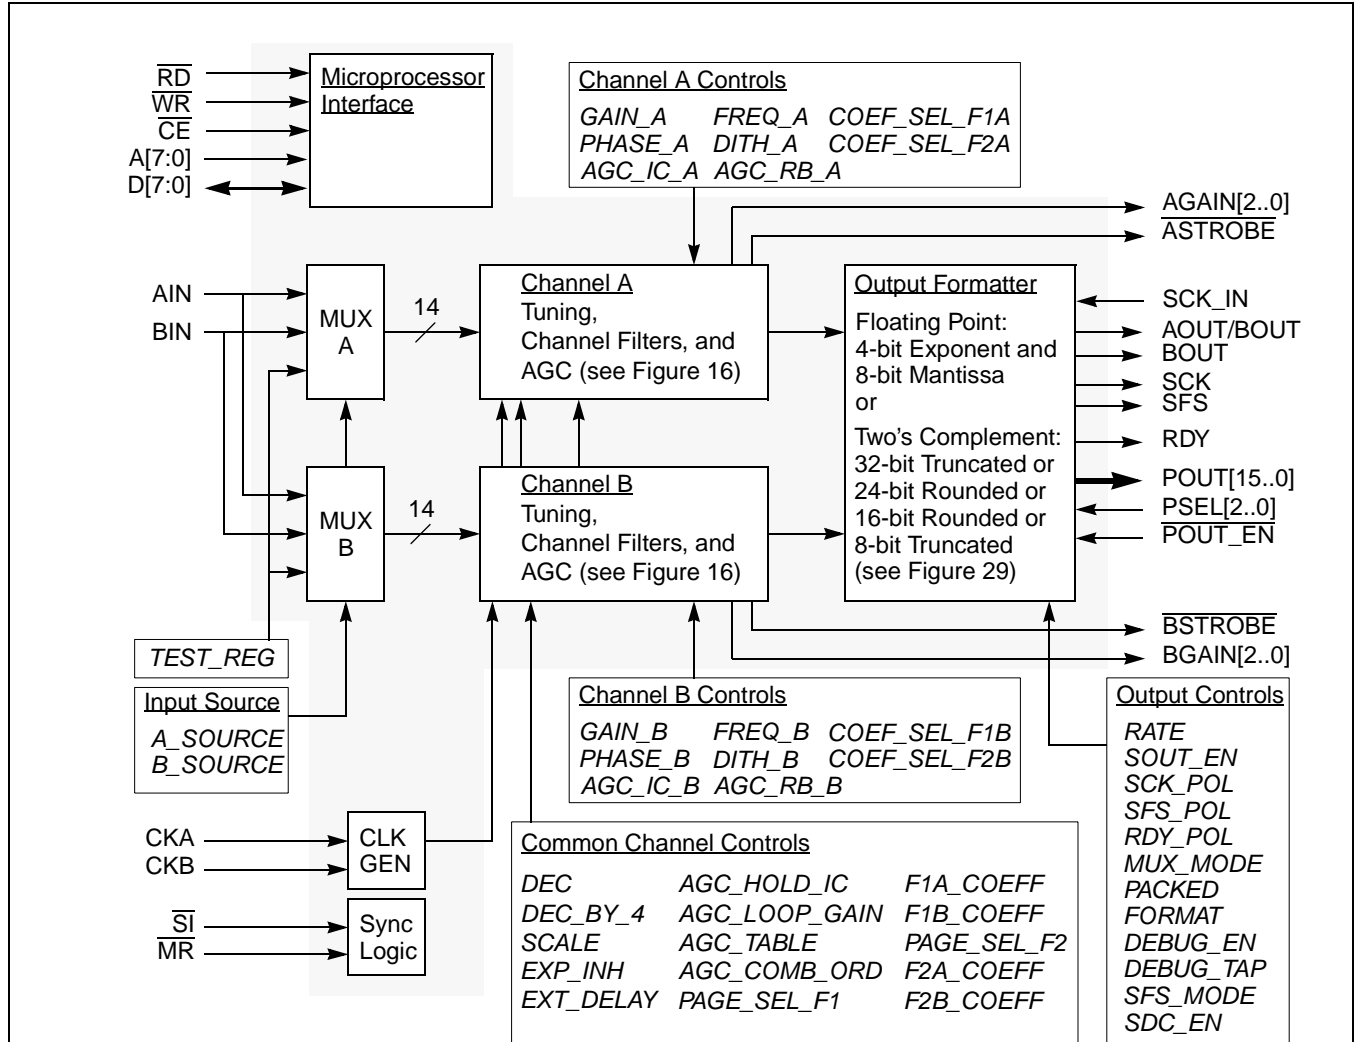 RD
WR
CE
A[7:0]
D[7:0]
Microprocessor
Interface
Channel A Controls
GAIN_A FREQ_A COEF_SEL_F1A
PHASE_A DITH_A COEF_SEL_F2A
AGC_IC_A AGC_RB_A
AGAIN[2..0]
ASTROBE
AIN
BIN
MUX
A
14
Channel A
Tuning,
Channel Filters, and
AGC (see Figure 16)
Output Formatter
Floating Point:
4-bit Exponent and
8-bit Mantissa
or
Two's Complement:
32-bit Truncated or
24-bit Rounded or
16-bit Rounded or
8-bit Truncated
(see Figure 29)
SCK_IN
AOUT/BOUT
BOUT
SCK
SFS
RDY
POUT[15..0]
PSEL[2..0]
POUT_EN
MUX
B
14
Channel B
Tuning,
Channel Filters, and
AGC (see Figure 16)
BSTROBE
BGAIN[2..0]
TEST_REG
Input Source
A_SOURCE
B_SOURCE
Channel B Controls
GAIN_B FREQ_B COEF_SEL_F1B
PHASE_B DITH_B COEF_SEL_F2B
AGC_IC_B AGC_RB_B
Output Controls
RATE
SOUT_EN
SCK_POL
SFS_POL
RDY_POL
MUX_MODE
PACKED
FORMAT
DEBUG_EN
DEBUG_TAP
SFS_MODE
SDC_EN
CKA
CKB
CLK
GEN
SI
MR
Sync
Logic
Common Channel Controls
DEC AGC_HOLD_IC F1A_COEFF
DEC_BY_4 AGC_LOOP_GAIN F1B_COEFF
SCALE AGC_TABLE PAGE_SEL_F2
EXP_INH AGC_COMB_ORD F2A_COEFF
EXT_DELAY PAGE_SEL_F1 F2B_COEFF